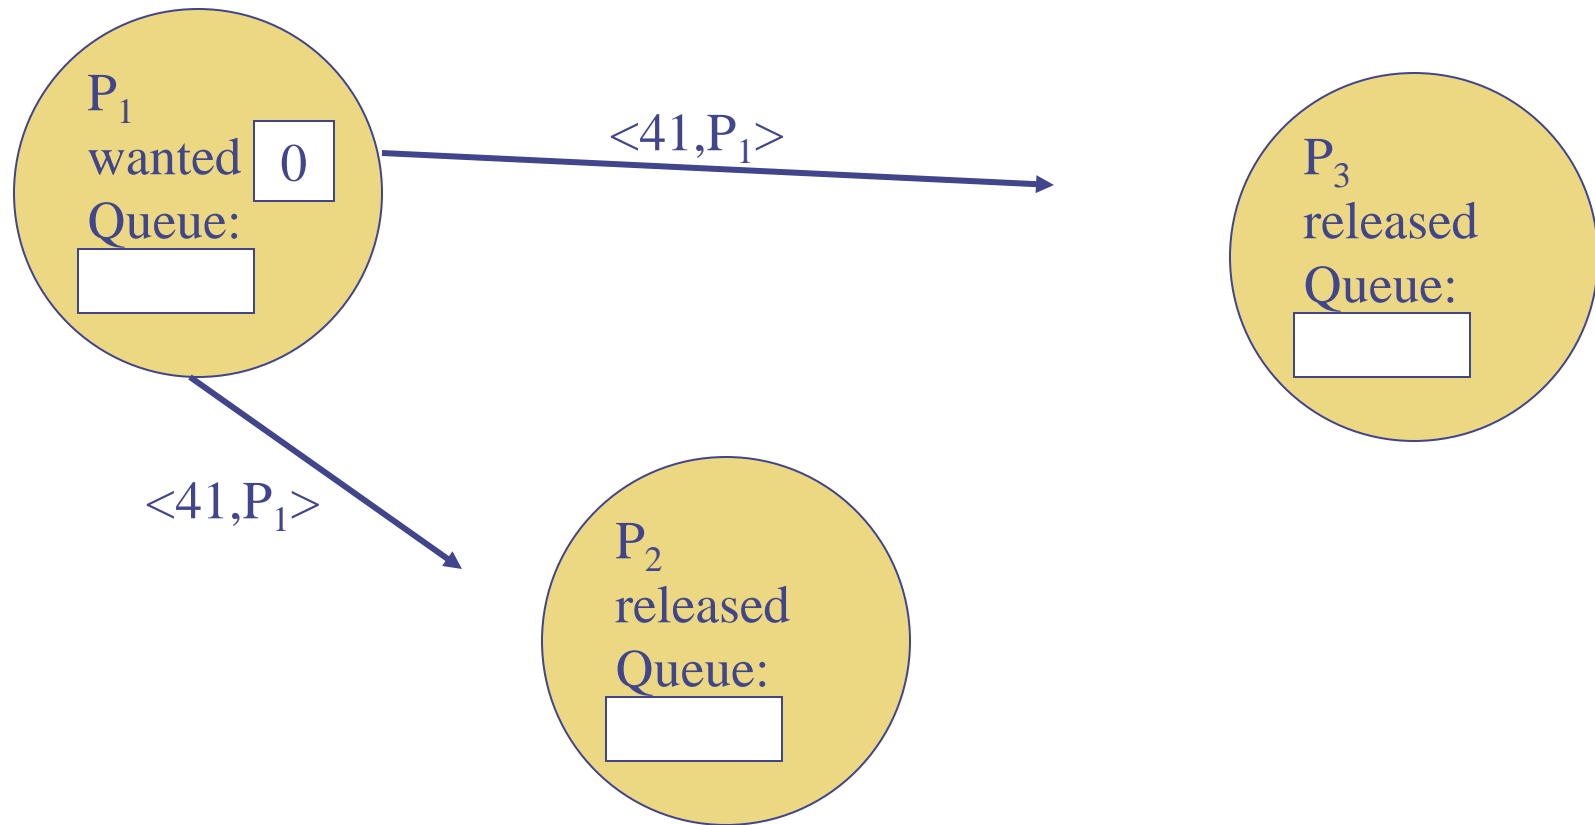 P₁
wanted 0
Queue:
<41,P₁>
P₃
released
Queue:
<41,P₁>
P₂
released
Queue: